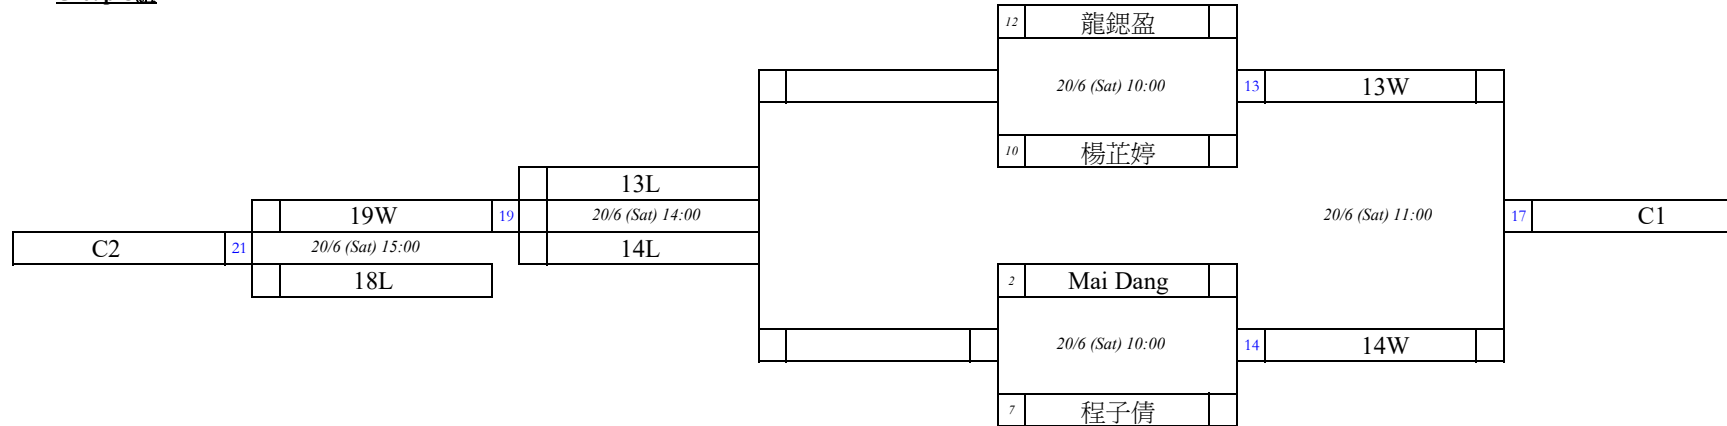 12 龍鍶盈
20/6 (Sat) 10:00
13 13W
10 楊芷婷
13L
19W 19 20/6 (Sat) 14:00
20/6 (Sat) 11:00 17 C1
C2 21 20/6 (Sat) 15:00
14L
18L
2 Mai Dang
20/6 (Sat) 10:00
14 14W
7 程子倩